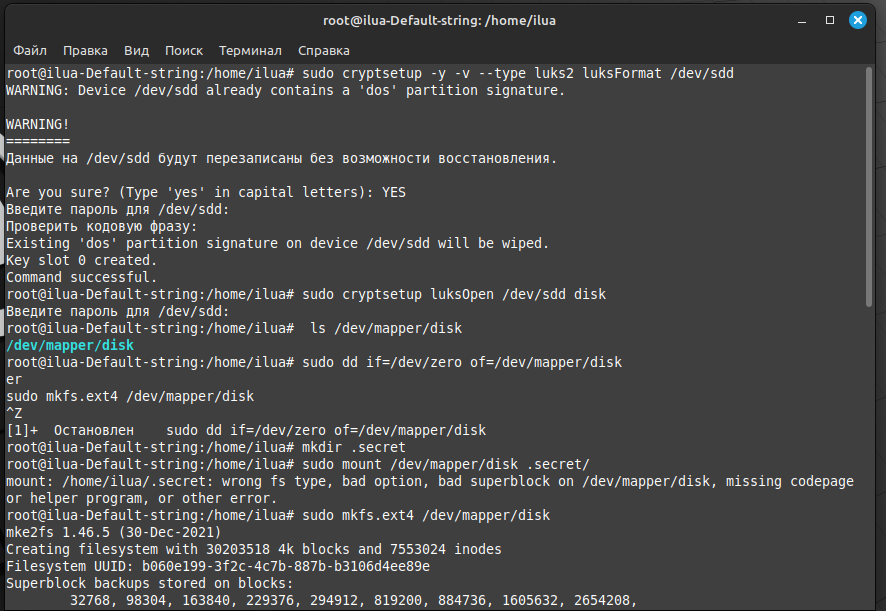 root@ilua-Default-string: /home/ilua
Файл Правка Вид Поиск Терминал Справка
root@ilua-Default-string:/home/ilua# sudo cryptsetup -y -v --type luks2 luksFormat /dev/sdd
WARNING: Device /dev/sdd already contains a 'dos' partition signature.
WARNING!
========
Данные на /dev/sdd будут перезаписаны без возможности восстановления.
Are you sure? (Type 'yes' in capital letters): YES
Введите пароль для /dev/sdd:
Проверить кодовую фразу:
Existing 'dos' partition signature on device /dev/sdd will be wiped.
Key slot 0 created.
Command successful.
root@ilua-Default-string:/home/ilua# sudo cryptsetup luksOpen /dev/sdd disk
Введите пароль для /dev/sdd:
root@ilua-Default-string:/home/ilua#  ls /dev/mapper/disk
/dev/mapper/disk
root@ilua-Default-string:/home/ilua# sudo dd if=/dev/zero of=/dev/mapper/disk
er
sudo mkfs.ext4 /dev/mapper/disk
^Z
[1]+  Остановлен    sudo dd if=/dev/zero of=/dev/mapper/disk
root@ilua-Default-string:/home/ilua# mkdir .secret
root@ilua-Default-string:/home/ilua# sudo mount /dev/mapper/disk .secret/
mount: /home/ilua/.secret: wrong fs type, bad option, bad superblock on /dev/mapper/disk, missing codepage
or helper program, or other error.
root@ilua-Default-string:/home/ilua# sudo mkfs.ext4 /dev/mapper/disk
mke2fs 1.46.5 (30-Dec-2021)
Creating filesystem with 30203518 4k blocks and 7553024 inodes
Filesystem UUID: b060e199-3f2c-4c7b-887b-b3106d4ee89e
Superblock backups stored on blocks:
        32768, 98304, 163840, 229376, 294912, 819200, 884736, 1605632, 2654208,